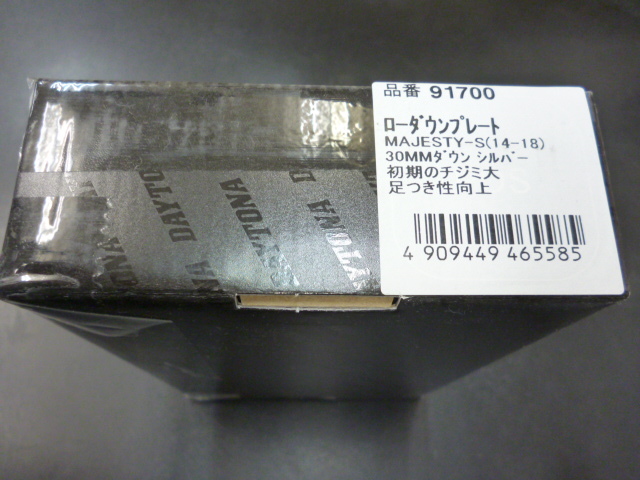 品番 91700
ローダウンプレート
MAJESTY-S(14-18)
30MMダウン シルバー
初期のチジミ大
足つき性向上
4 909449 465585
DAYTONA
DAYTONA
DAYTONA